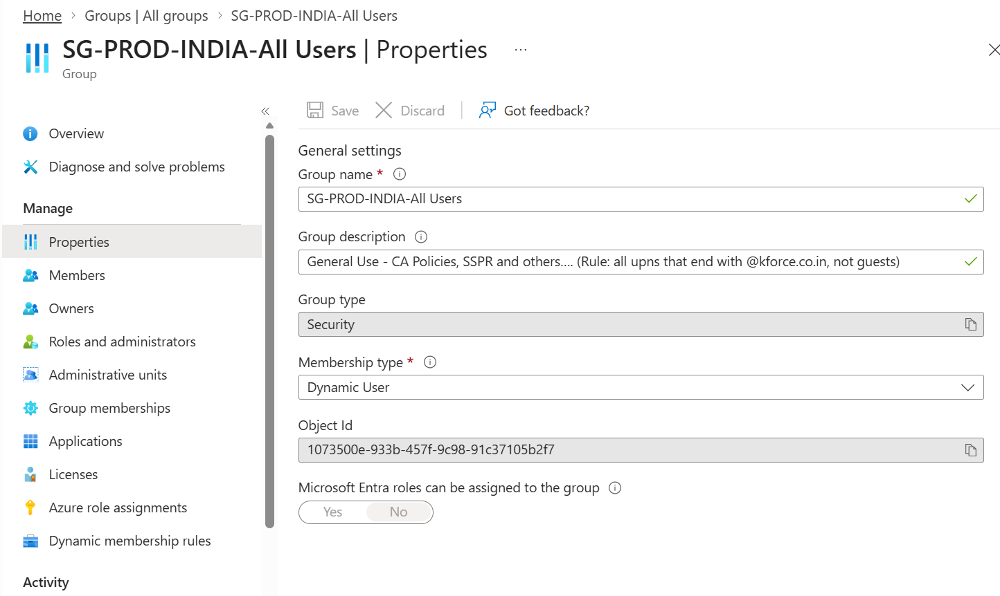 Home > Groups | All groups > SG-PROD-INDIA-All Users
SG-PROD-INDIA-All Users | Properties ...
Group
Save Discard Got feedback?
Overview
Diagnose and solve problems
Manage
Properties
Members
Owners
Roles and administrators
Administrative units
Group memberships
Applications
Licenses
Azure role assignments
Dynamic membership rules
Activity
General settings
Group name *
SG-PROD-INDIA-All Users
Group description
General Use - CA Policies, SSPR and others.... (Rule: all upns that end with @kforce.co.in, not guests)
Group type
Security
Membership type *
Dynamic User
Object Id
1073500e-933b-457f-9c98-91c37105b2f7
Microsoft Entra roles can be assigned to the group
Yes No